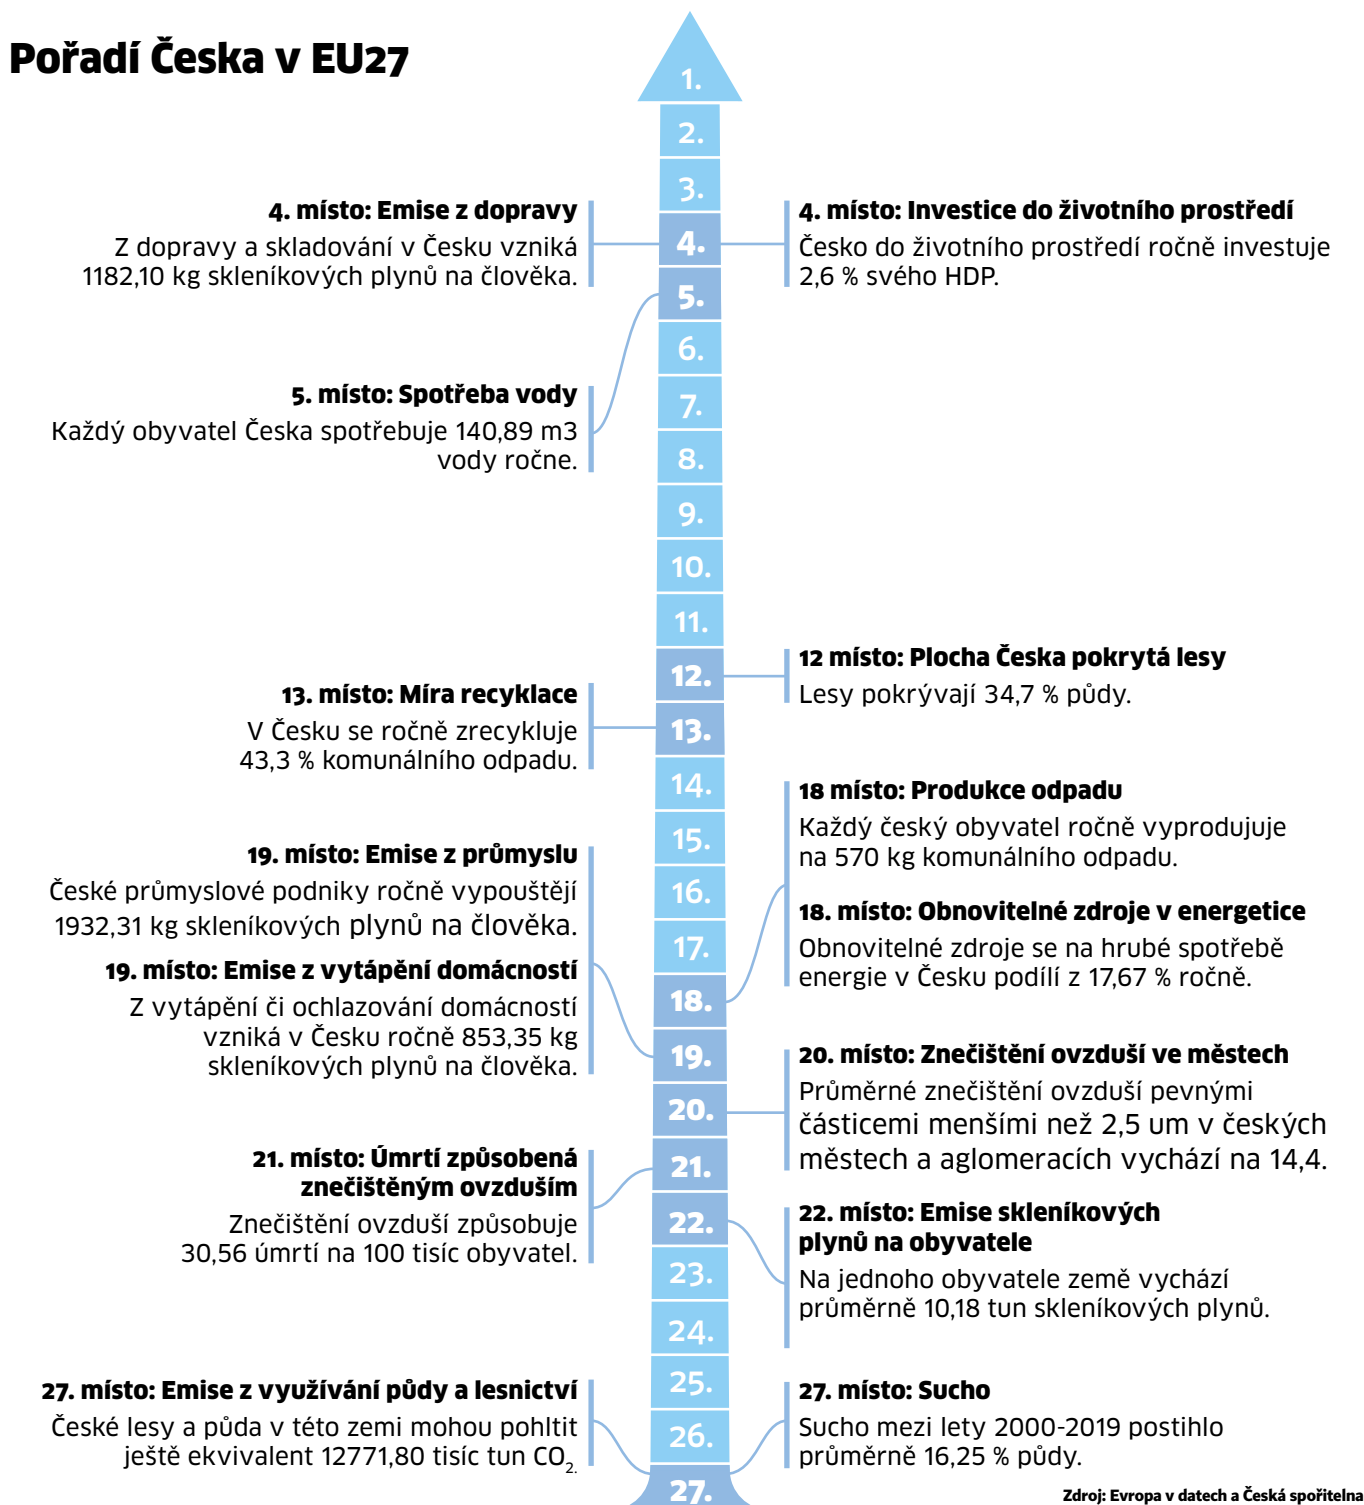 Pořadí Česka v EU27
1.
2.
3.
4.
5.
6.
7.
8.
9.
10.
11.
12.
13.
14.
15.
16.
17.
18.
19.
20.
21.
22.
23.
24.
25.
26.
27.
4. místo: Emise z dopravy
Z dopravy a skladování v Česku vzniká
1182,10 kg skleníkových plynů na člověka.
4. místo: Investice do životního prostředí
Česko do životního prostředí ročně investuje
2,6 % svého HDP.
5. místo: Spotřeba vody
Každý obyvatel Česka spotřebuje 140,89 m3
vody ročne.
12 místo: Plocha Česka pokrytá lesy
Lesy pokrývají 34,7 % půdy.
13. místo: Míra recyklace
V Česku se ročně zrecykluje
43,3 % komunálního odpadu.
18 místo: Produkce odpadu
Každý český obyvatel ročně vyprodujuje
na 570 kg komunálního odpadu.
18. místo: Obnovitelné zdroje v energetice
Obnovitelné zdroje se na hrubé spotřebě
energie v Česku podílí z 17,67 % ročně.
19. místo: Emise z průmyslu
České průmyslové podniky ročně vypouštějí
1932,31 kg skleníkových plynů na člověka.
19. místo: Emise z vytápění domácností
Z vytápění či ochlazování domácností
vzniká v Česku ročně 853,35 kg
skleníkových plynů na člověka.
20. místo: Znečištění ovzduší ve městech
Průměrné znečištění ovzduší pevnými
částicemi menšími než 2,5 um v českých
městech a aglomeracích vychází na 14,4.
21. místo: Úmrtí způsobená
znečištěným ovzduším
Znečištění ovzduší způsobuje
30,56 úmrtí na 100 tisíc obyvatel.
22. místo: Emise skleníkových
plynů na obyvatele
Na jednoho obyvatele země vychází
průměrně 10,18 tun skleníkových plynů.
27. místo: Emise z využívání půdy a lesnictví
České lesy a půda v této zemi mohou pohltit
ještě ekvivalent 12771,80 tisíc tun CO₂.
27. místo: Sucho
Sucho mezi lety 2000-2019 postihlo
průměrně 16,25 % půdy.
Zdroj: Evropa v datech a Česká spořitelna